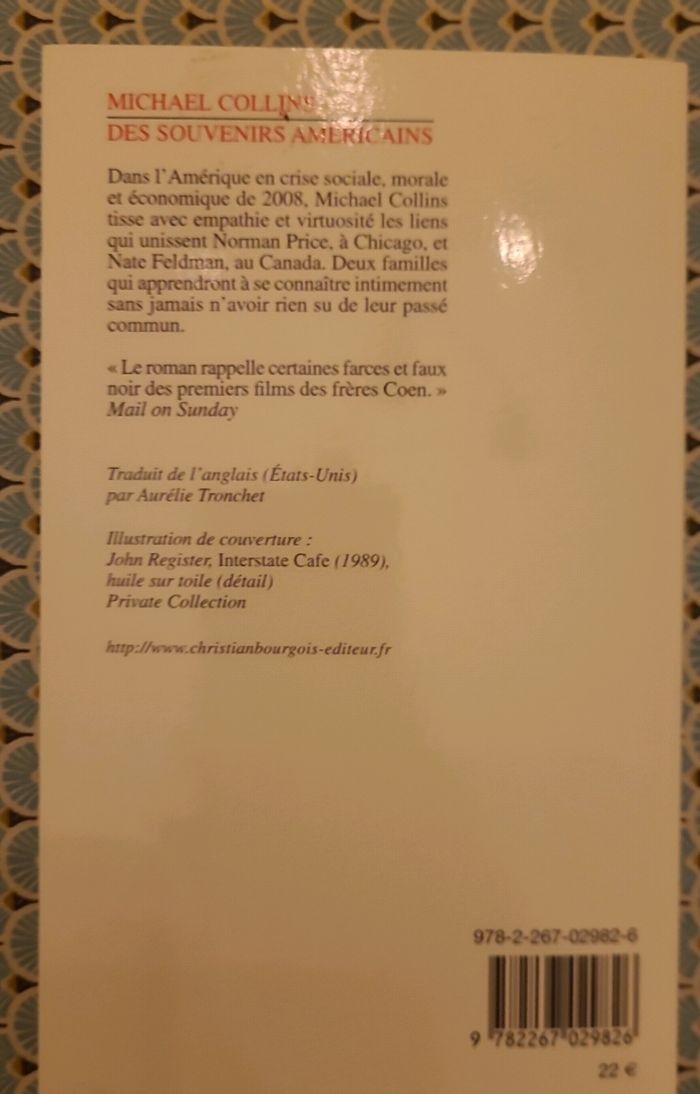 MICHAEL COLLINS
DES SOUVENIRS AMÉRICAINS
Dans l'Amérique en crise sociale, morale
et économique de 2008, Michael Collins
tisse avec empathie et virtuosité les liens
qui unissent Norman Price, à Chicago, et
Nate Feldman, au Canada. Deux familles
qui apprendront à se connaître intimement
sans jamais n'avoir rien su de leur passé
commun.
« Le roman rappelle certaines farces et faux
noir des premiers films des frères Coen. »
Mail on Sunday
Traduit de l'anglais (États-Unis)
par Aurélie Tronchet
Illustration de couverture :
John Register, Interstate Cafe (1989),
huile sur toile (détail)
Private Collection
http://www.christianbourgois-editeur.fr
978-2-267-02982-6
9 782267 029826
22 €